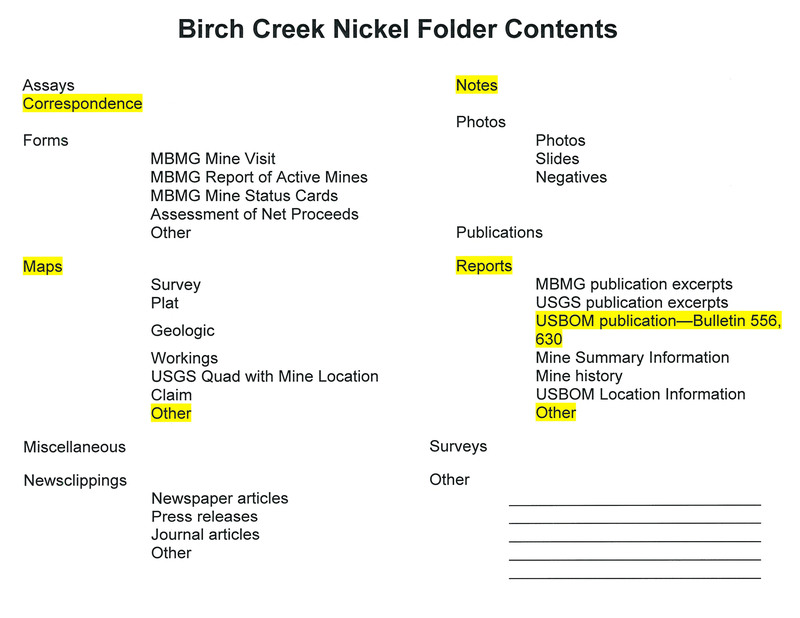 Birch Creek Nickel Folder Contents
Assays
Correspondence
Forms
MBMG Mine Visit
MBMG Report of Active Mines
MBMG Mine Status Cards
Assessment of Net Proceeds
Other
Maps
Survey
Plat
Geologic
Workings
USGS Quad with Mine Location
Claim
Other
Miscellaneous
Newsclippings
Newspaper articles
Press releases
Journal articles
Other
Notes
Photos
Photos
Slides
Negatives
Publications
Reports
MBMG publication excerpts
USGS publication excerpts
USBOM publication—Bulletin 556,
630
Mine Summary Information
Mine history
USBOM Location Information
Other
Surveys
Other